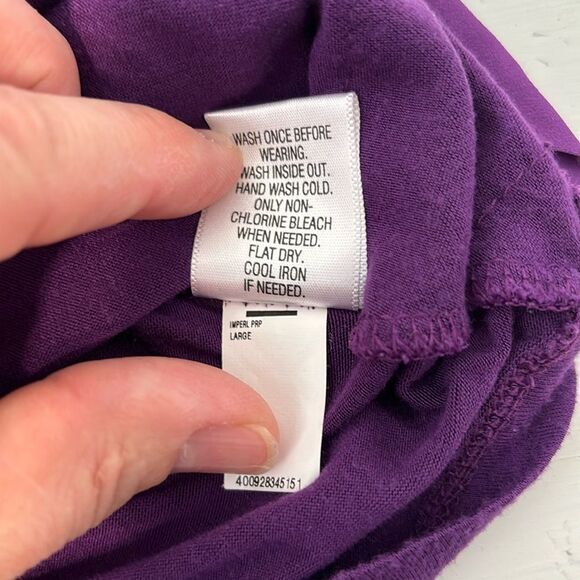 WASH ONCE BEFORE
WEARING.
WASH INSIDE OUT.
HAND WASH COLD.
ONLY NON-
CHLORINE BLEACH
WHEN NEEDED.
FLAT DRY.
COOL IRON
IF NEEDED.
IMPERL PRP
LARGE
400928345151